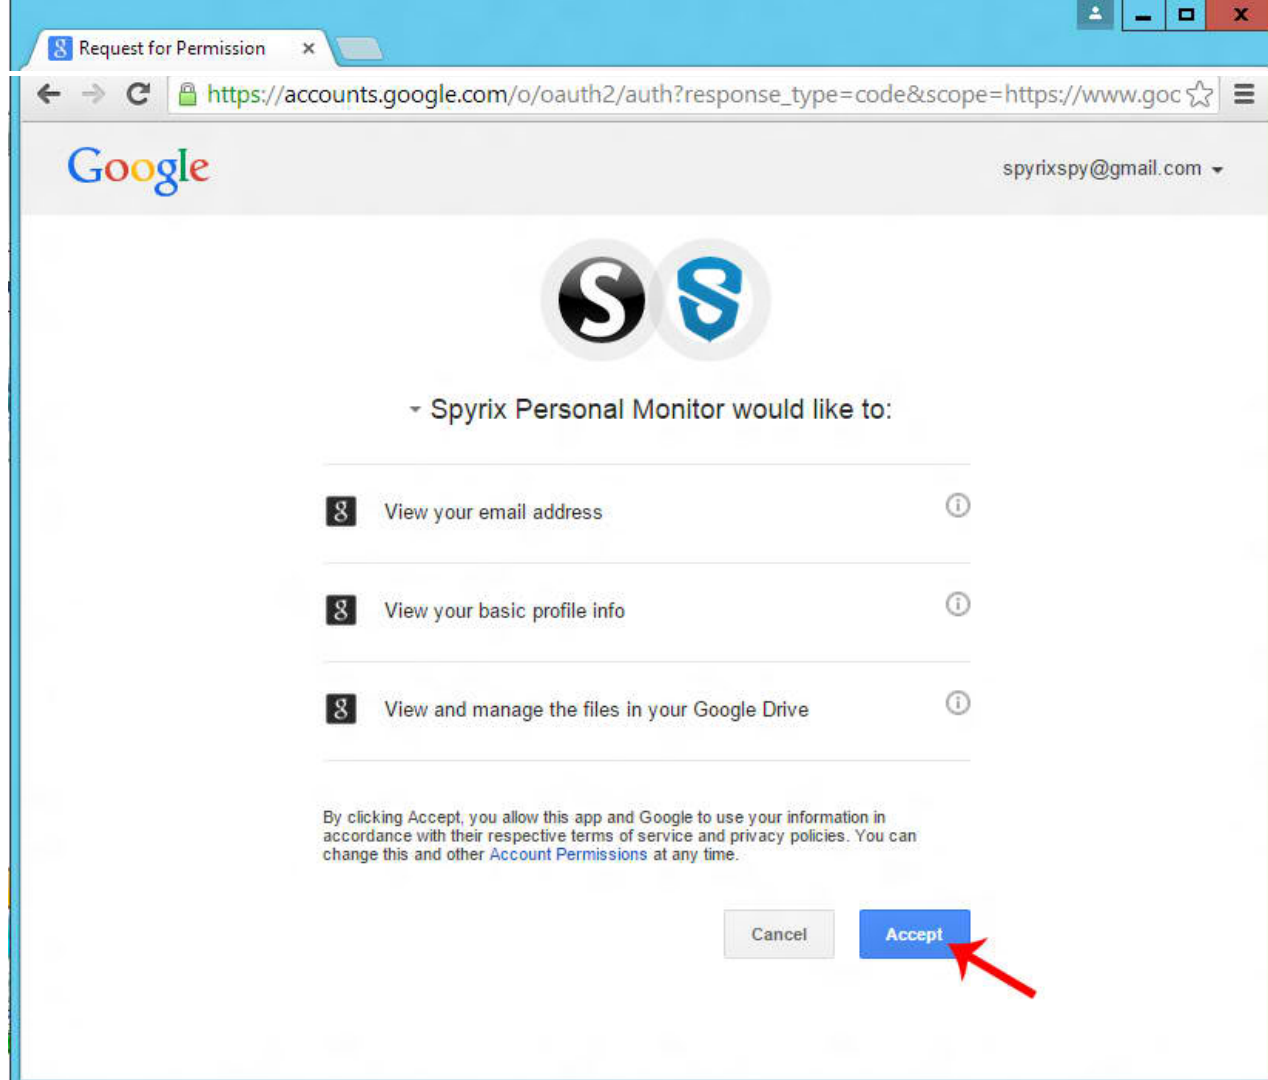 Request for Permission
https://accounts.google.com/o/oauth2/auth?response_type=code&scope=https://www.goc
Google
spyrixspy@gmail.com
Spyrix Personal Monitor would like to:
View your email address
View your basic profile info
View and manage the files in your Google Drive
By clicking Accept, you allow this app and Google to use your information in
accordance with their respective terms of service and privacy policies. You can
change this and other Account Permissions at any time.
Cancel
Accept